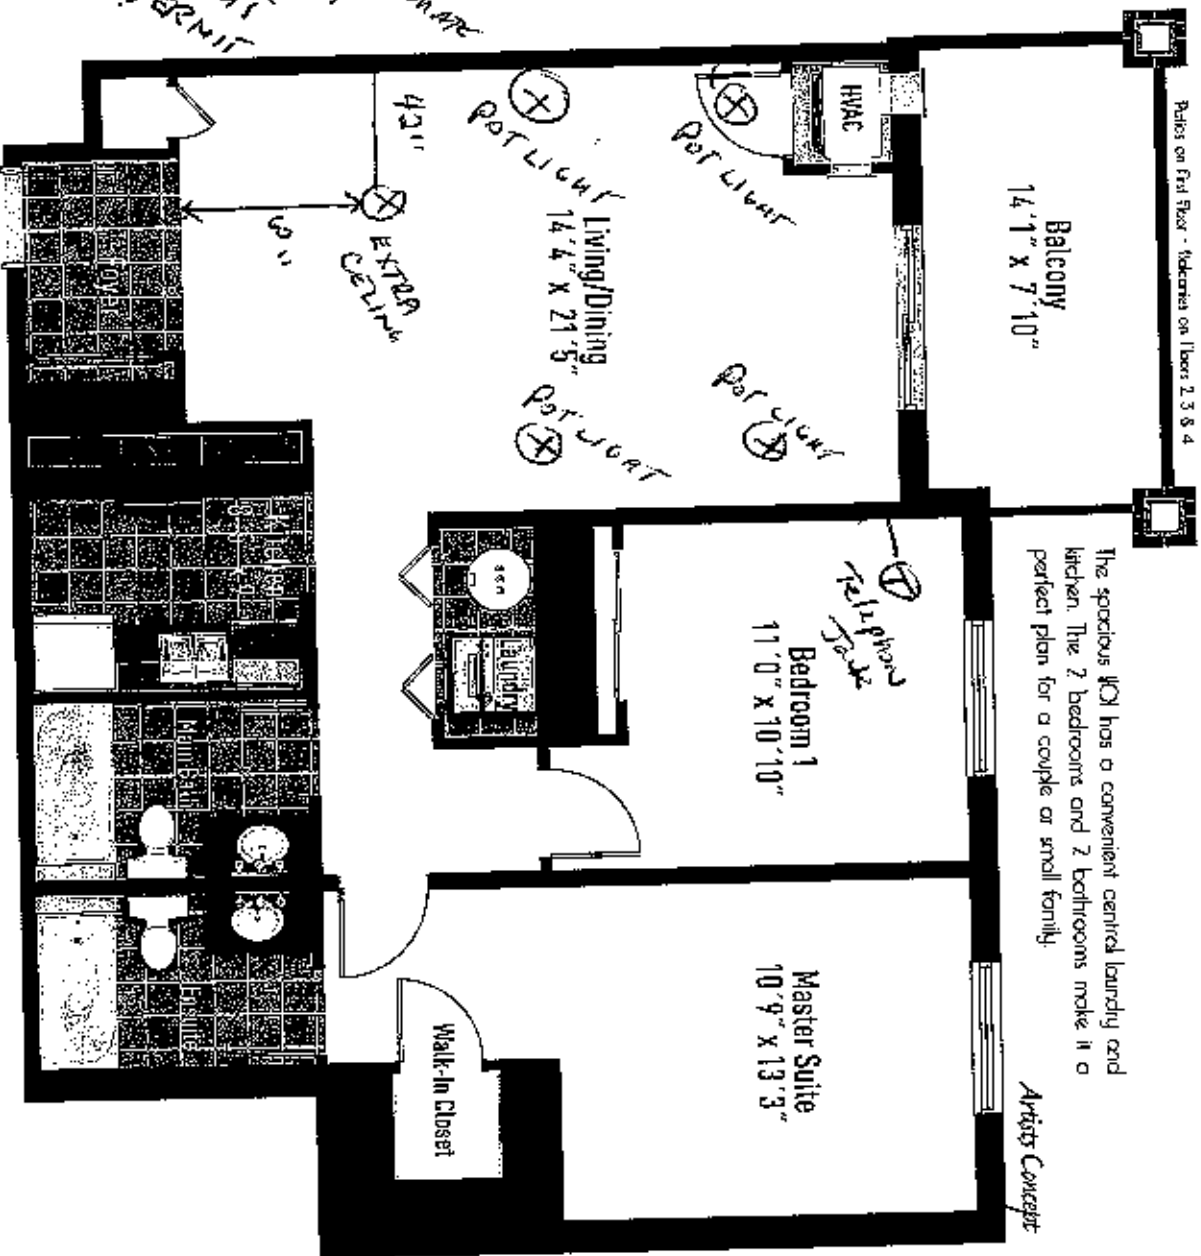 Patios on First Floor - Balconies on Floors 2 3 & 4
Balcony
14'1" x 7'10"
The spacious has a convenient central laundry and
kitchen. The 2 bedrooms and 2 bathrooms make it a
perfect plan for a couple or small family.
Artists Concept
HVAC
POT LIGHT
POT LIGHT
42"
Living/Dining
14'4" x 21'5"
EXTRA
CEILING
60"
POT LIGHT
POT LIGHT
Telephone
Jack
Bedroom 1
11'0" x 10'10"
Master Suite
10'9" x 13'3"
Walk-In Closet
Laundry
Foyer
Kitchen
Main Bath
Ensuite
PERMIT